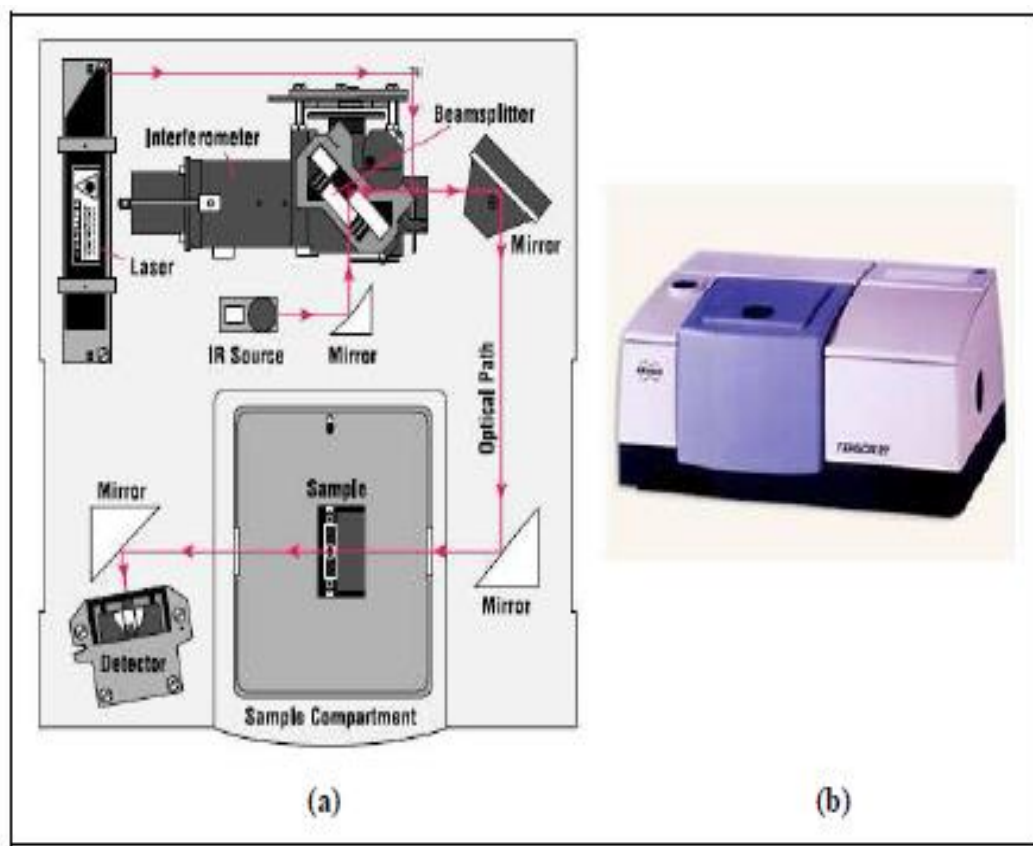 Beamsplitter
Interferometer
Laser
Mirror
IR Source
Mirror
Optical Path
Sample
Mirror
Mirror
Detector
Sample Compartment
(a)
(b)